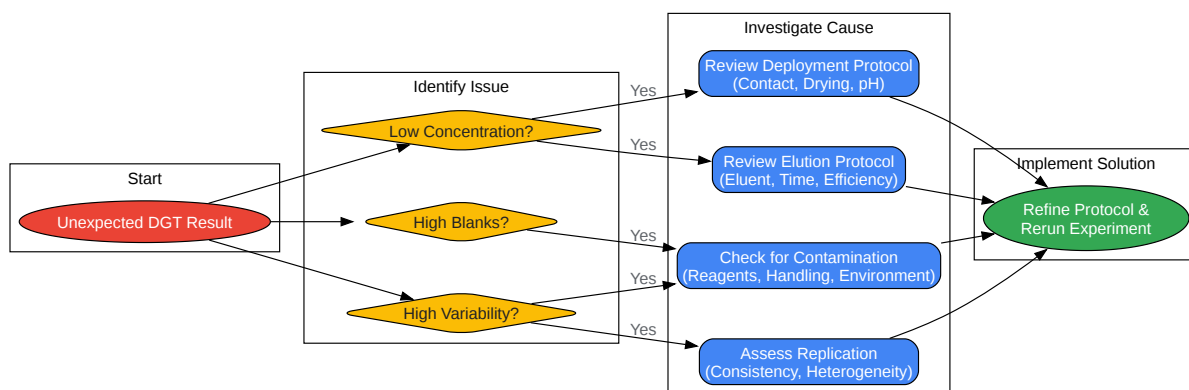 Start
Unexpected DGT Result
Identify Issue
Low Concentration?
High Blanks?
High Variability?
Yes
Yes
Yes
Yes
Yes
Investigate Cause
Review Deployment Protocol
(Contact, Drying, pH)
Review Elution Protocol
(Eluent, Time, Efficiency)
Check for Contamination
(Reagents, Handling, Environment)
Assess Replication
(Consistency, Heterogeneity)
Implement Solution
Refine Protocol &
Rerun Experiment